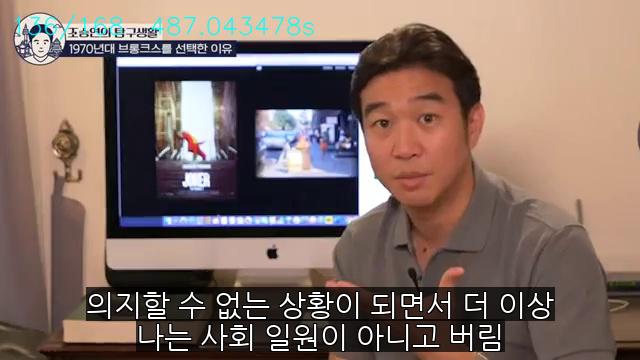 136/168, 487.043478s
조승연의 탐구생활
1970년대 브롱크스를 선택한 이유
JOKER
의지할 수 없는 상황이 되면서 더 이상
나는 사회 일원이 아니고 버림